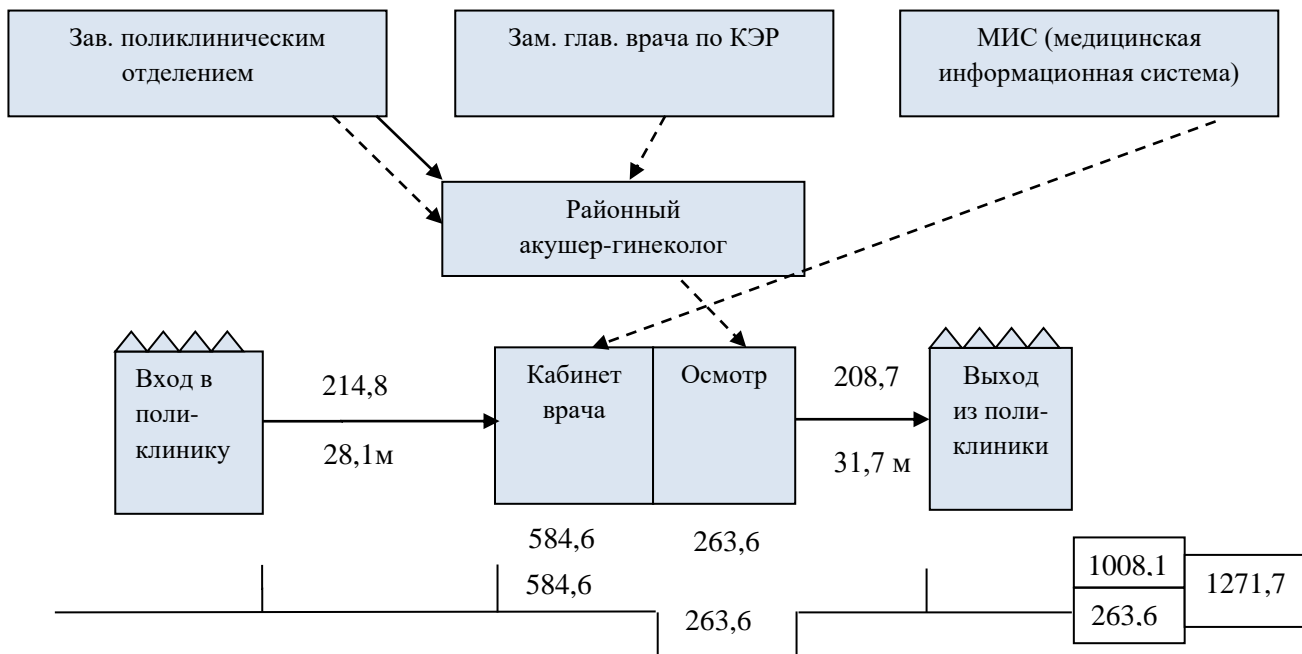 Зав. поликлиническим
отделением
Зам. глав. врача по КЭР
МИС (медицинская
информационная система)
Районный
акушер-гинеколог
Вход в
поли-
клинику
214,8
28,1м
Кабинет
врача
Осмотр
208,7
31,7 м
Выход
из поли-
клиники
584,6
263,6
584,6
263,6
1008,1
263,6
1271,7